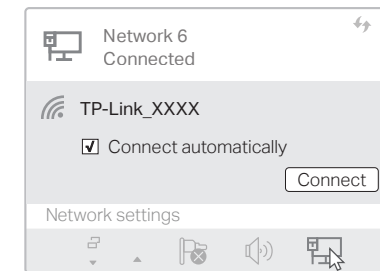 Network 6
Connected
TP-Link_XXXX
Connect automatically
Connect
Network settings